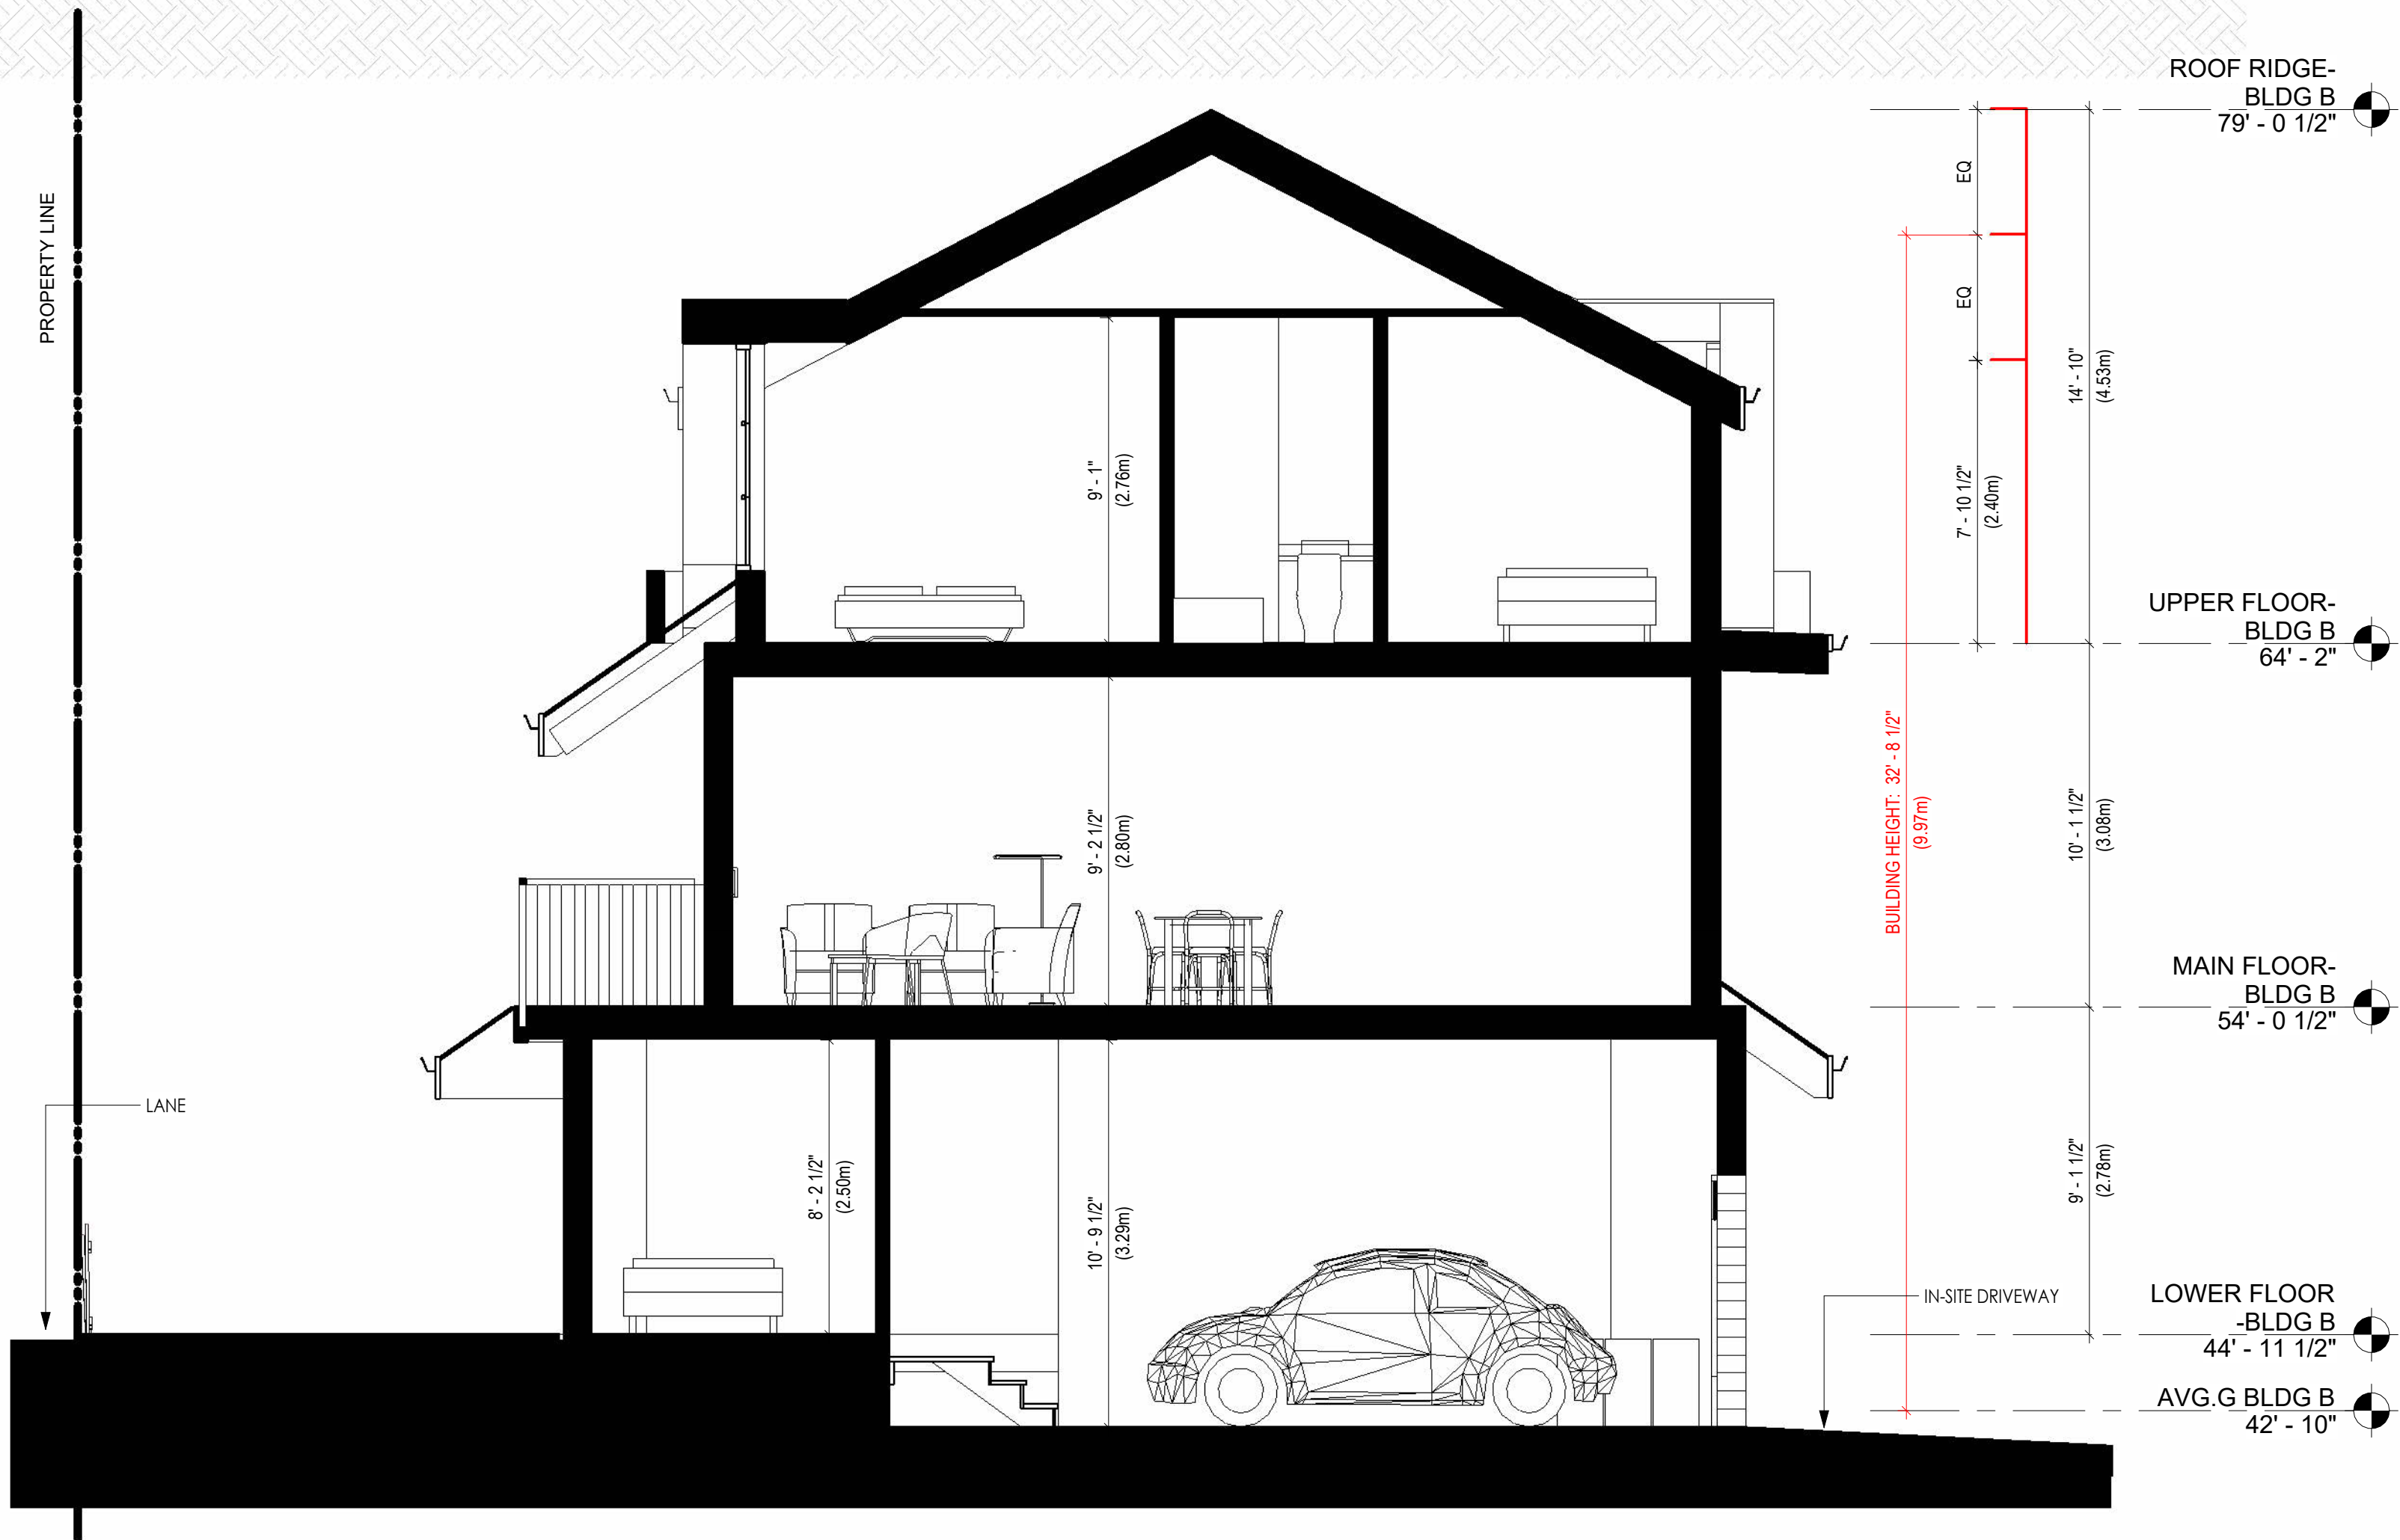 ROOF RIDGE-
BLDG B
79' - 0 1/2"
PROPERTY LINE
EQ
EQ
14' - 10"
(4.53m)
9' - 1"
(2.76m)
7' - 10 1/2"
(2.40m)
UPPER FLOOR-
BLDG B
64' - 2"
BUILDING HEIGHT: 32' - 8 1/2"
(9.97m)
9' - 2 1/2"
(2.80m)
10' - 1 1/2"
(3.08m)
MAIN FLOOR-
BLDG B
54' - 0 1/2"
LANE
8' - 2 1/2"
(2.50m)
10' - 9 1/2"
(3.29m)
9' - 1 1/2"
(2.78m)
IN-SITE DRIVEWAY
LOWER FLOOR
-BLDG B
44' - 11 1/2"
AVG.G BLDG B
42' - 10"